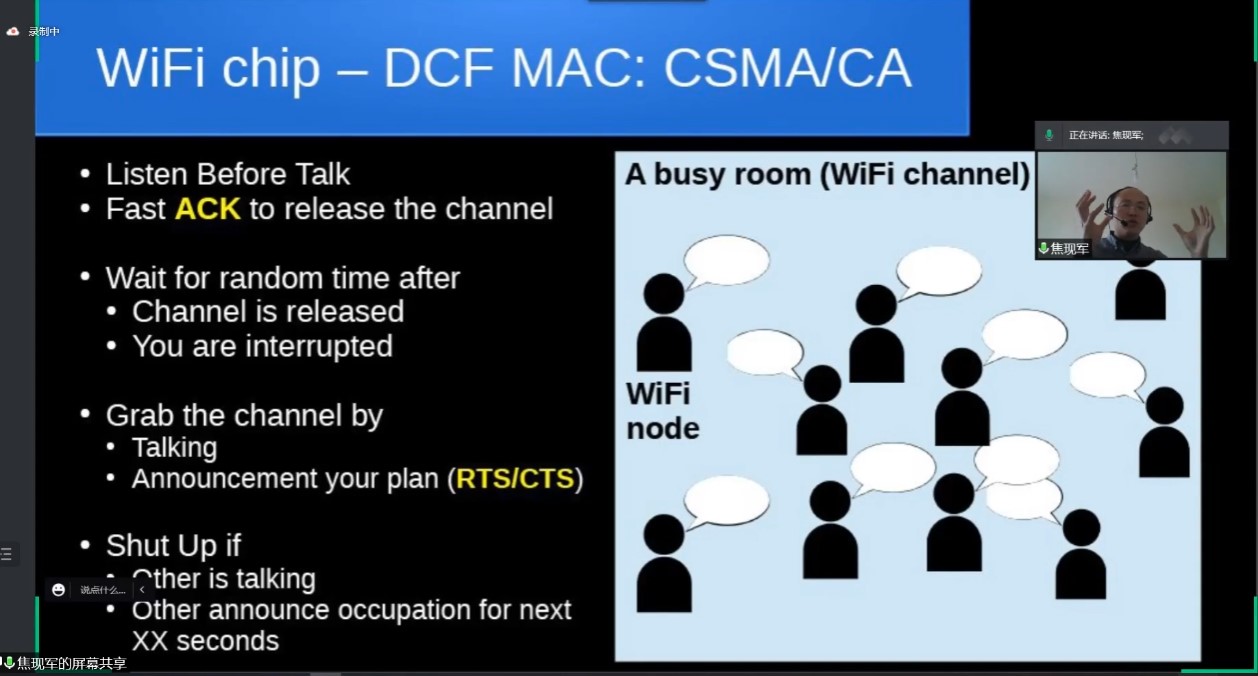 录制中
WiFi chip – DCF MAC: CSMA/CA
正在讲话: 焦现军;
焦现军
• Listen Before Talk
• Fast ACK to release the channel
• Wait for random time after
• Channel is released
• You are interrupted
• Grab the channel by
• Talking
• Announcement your plan (RTS/CTS)
• Shut Up if
• Other is talking
• Other announce occupation for next
XX seconds
A busy room (WiFi channel)
WiFi
node
说点什么...
焦现军的屏幕共享